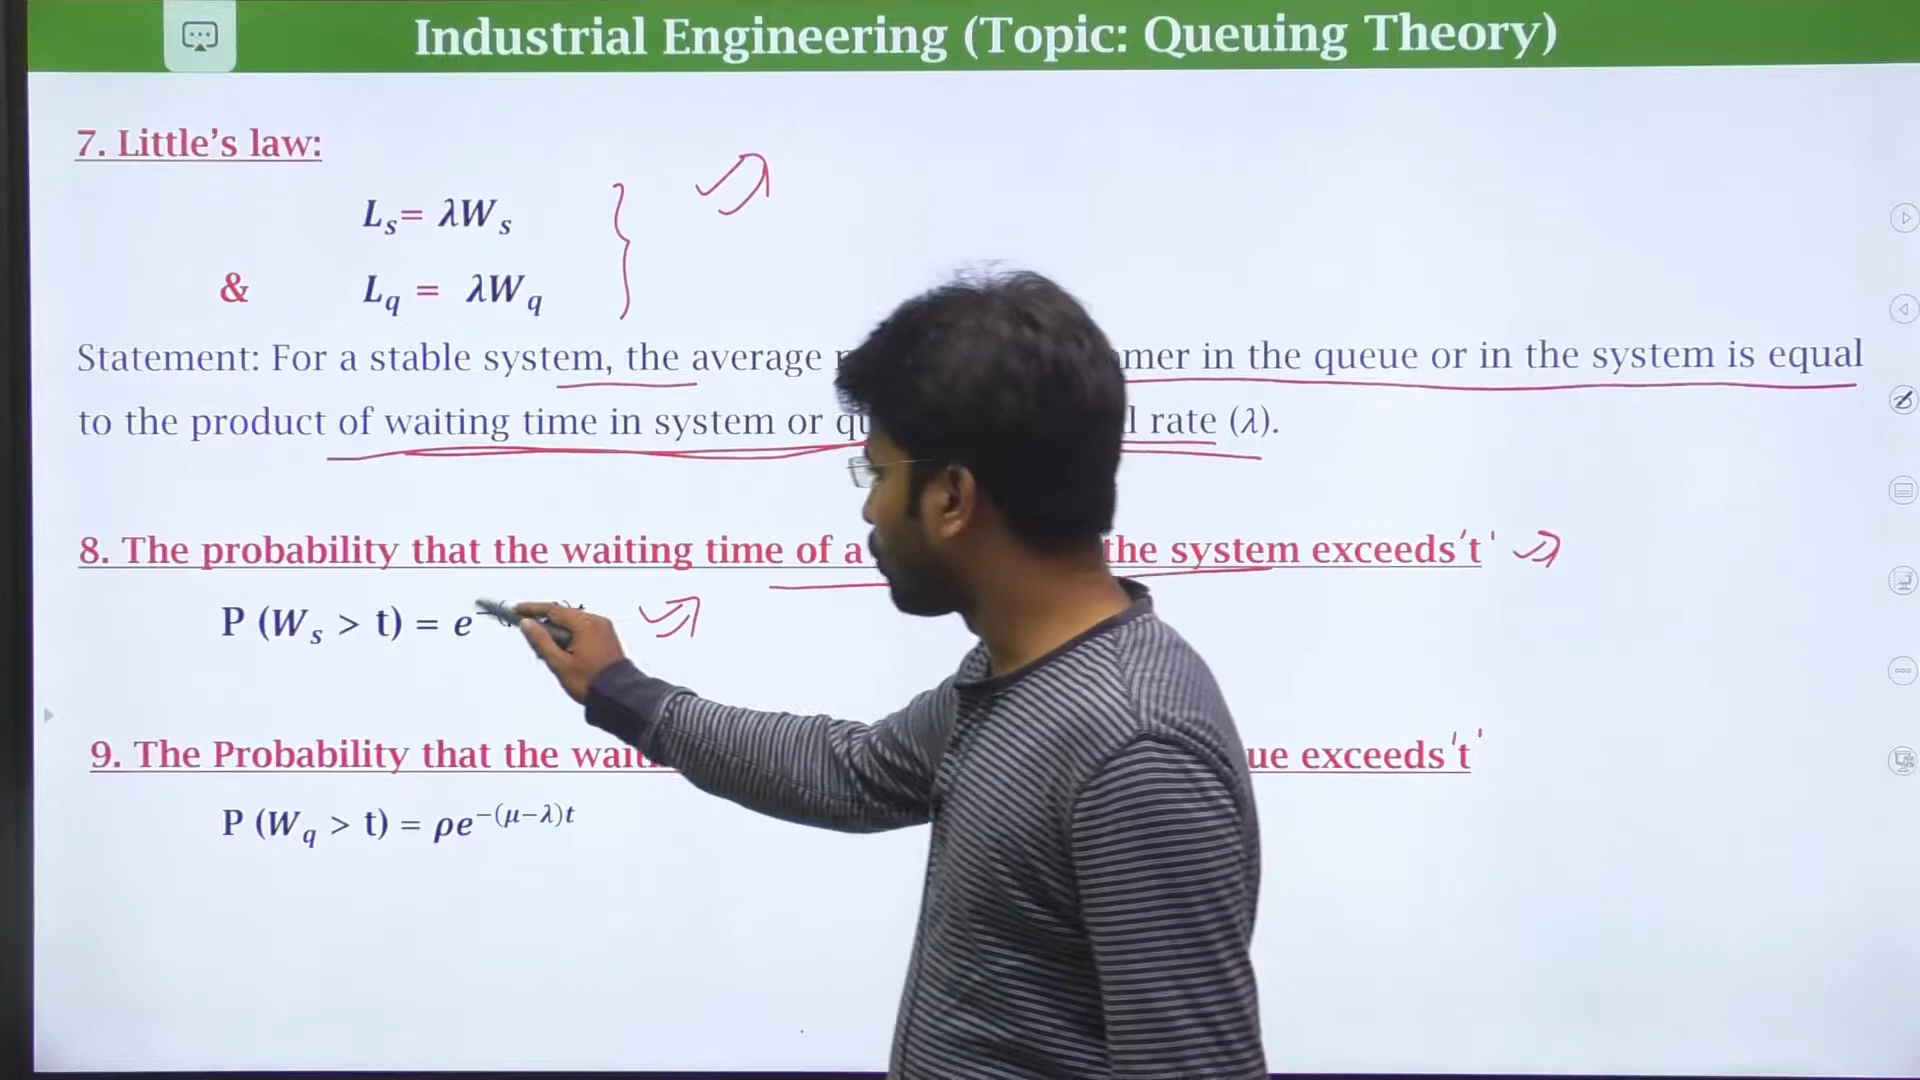 Industrial Engineering (Topic: Queuing Theory)
7. Little’s law:
Ls= λWs
& Lq = λWq
Statement: For a stable system, the average mer in the queue or in the system is equal
to the product of waiting time in system or qu l rate (λ).
8. The probability that the waiting time of a the system exceeds't'
P (Ws > t) = e
9. The Probability that the wait ue exceeds't'
P (Wq > t) = ρe−(μ−λ)t